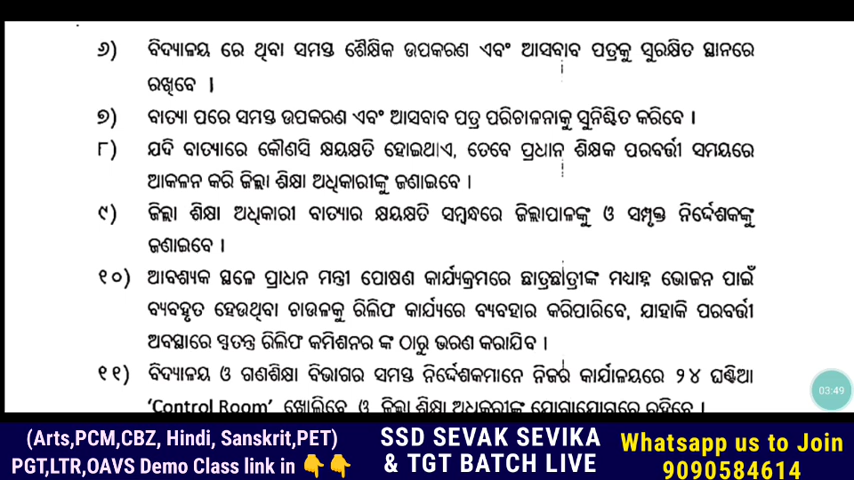 ୬) ବିଦ୍ୟାଳୟ ରେ ଥିବା ସମସ୍ତ ଶୈକ୍ଷିକ ଉପକରଣ ଏବଂ ଆସବାବ ପତ୍ରକୁ ସୁରକ୍ଷିତ ସ୍ଥାନରେ
ରଖିବେ ।
୭) ବାତ୍ୟା ପରେ ସମସ୍ତ ଉପକରଣ ଏବଂ ଆସବାବ ପତ୍ର ପରିଚାଳନାକୁ ସୁନିଶ୍ଚିତ କରିବେ ।
୮) ଯଦି ବାତ୍ୟାରେ କୌଣସି କ୍ଷୟକ୍ଷତି ହୋଇଥାଏ, ତେବେ ପ୍ରଧାନ ଶିକ୍ଷକ ପରବର୍ତ୍ତୀ ସମୟରେ
ଆକଳନ କରି ଜିଲ୍ଲା ଶିକ୍ଷା ଅଧିକାରୀଙ୍କୁ ଜଣାଇବେ ।
୯) ଜିଲ୍ଲା ଶିକ୍ଷା ଅଧିକାରୀ ବାତ୍ୟାର କ୍ଷୟକ୍ଷତି ସମ୍ବନ୍ଧରେ ଜିଲ୍ଲାପାଳଙ୍କୁ ଓ ସମ୍ପୃକ୍ତ ନିର୍ଦ୍ଦେଶକଙ୍କୁ
ଜଣାଇବେ ।
୧୦) ଆବଶ୍ୟକ ସ୍ଥଳେ ପ୍ରାଧନ ମନ୍ତ୍ରୀ ପୋଷଣ କାର୍ଯ୍ୟକ୍ରମରେ ଛାତ୍ରଛାତ୍ରୀଙ୍କ ମଧ୍ୟାହ୍ନ ଭୋଜନ ପାଇଁ
ବ୍ୟବହୃତ ହେଉଥିବା ଚାଉଳକୁ ରିଲିଫ କାର୍ଯ୍ୟରେ ବ୍ୟବହାର କରିପାରିବେ, ଯାହାକି ପରବର୍ତ୍ତୀ
ଅବସ୍ଥାରେ ସ୍ୱତନ୍ତ୍ର ରିଲିଫ କମିଶନର ଙ୍କ ଠାରୁ ଭରଣ କରାଯିବ ।
୧୧) ବିଦ୍ୟାଳୟ ଓ ଗଣଶିକ୍ଷା ବିଭାଗର ସମସ୍ତ ନିର୍ଦ୍ଦେଶକମାନେ ନିଜର କାର୍ଯାଳୟରେ ୨୪ ଘଣ୍ଟିଆ
‘Control Room’ ଖୋଲିବେ ଓ ଜିଲ୍ଲା ଶିକ୍ଷା ଅଧିକରୀଙ୍କ ଯୋଗାଯୋଗରେ ରହିବେ ।
03:49
(Arts,PCM,CBZ, Hindi, Sanskrit,PET)
PGT,LTR,OAVS Demo Class link in 👇👇
SSD SEVAK SEVIKA
& TGT BATCH LIVE
Whatsapp us to Join
9090584614